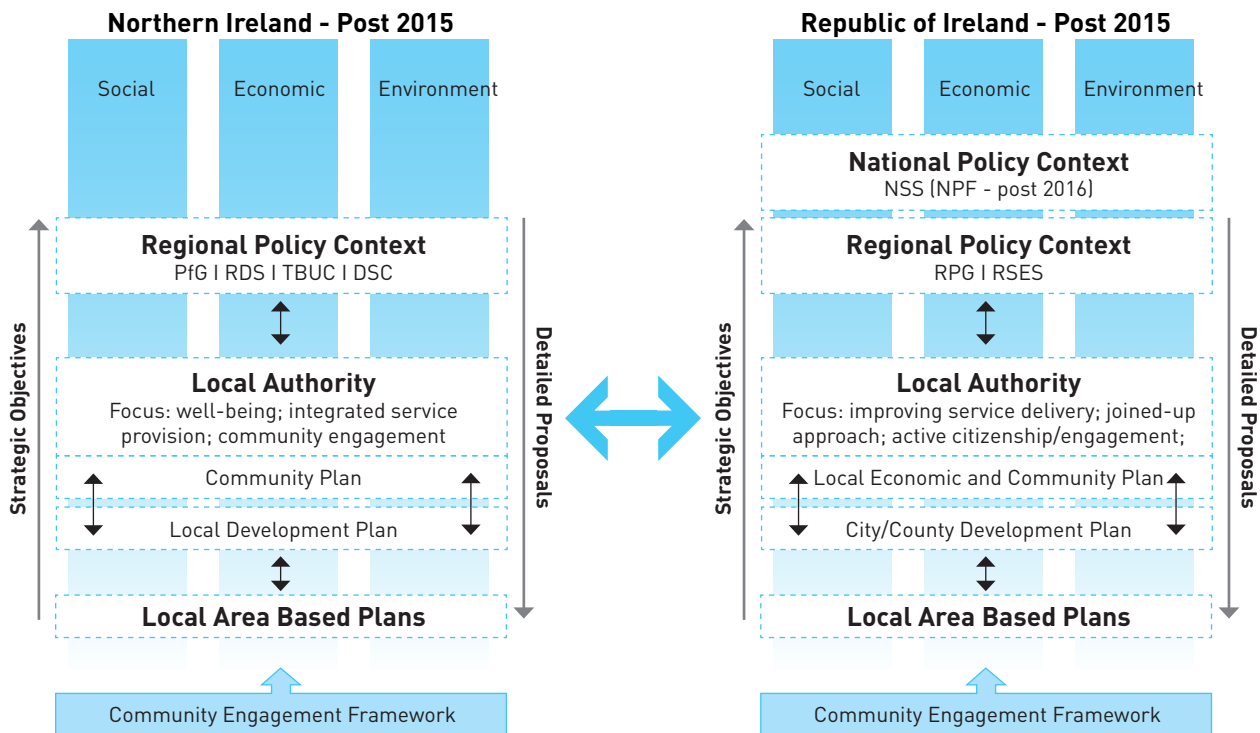 Northern Ireland - Post 2015
Social
Economic
Environment
Regional Policy Context
PfG I RDS I TBUC I DSC
Local Authority
Focus: well-being; integrated service
provision; community engagement
Community Plan
Local Development Plan
Local Area Based Plans
Community Engagement Framework
Strategic Objectives
Detailed Proposals
Republic of Ireland - Post 2015
Social
Economic
Environment
National Policy Context
NSS (NPF - post 2016)
Regional Policy Context
RPG I RSES
Local Authority
Focus: improving service delivery; joined-up
approach; active citizenship/engagement;
Local Economic and Community Plan
City/County Development Plan
Local Area Based Plans
Community Engagement Framework
Strategic Objectives
Detailed Proposals